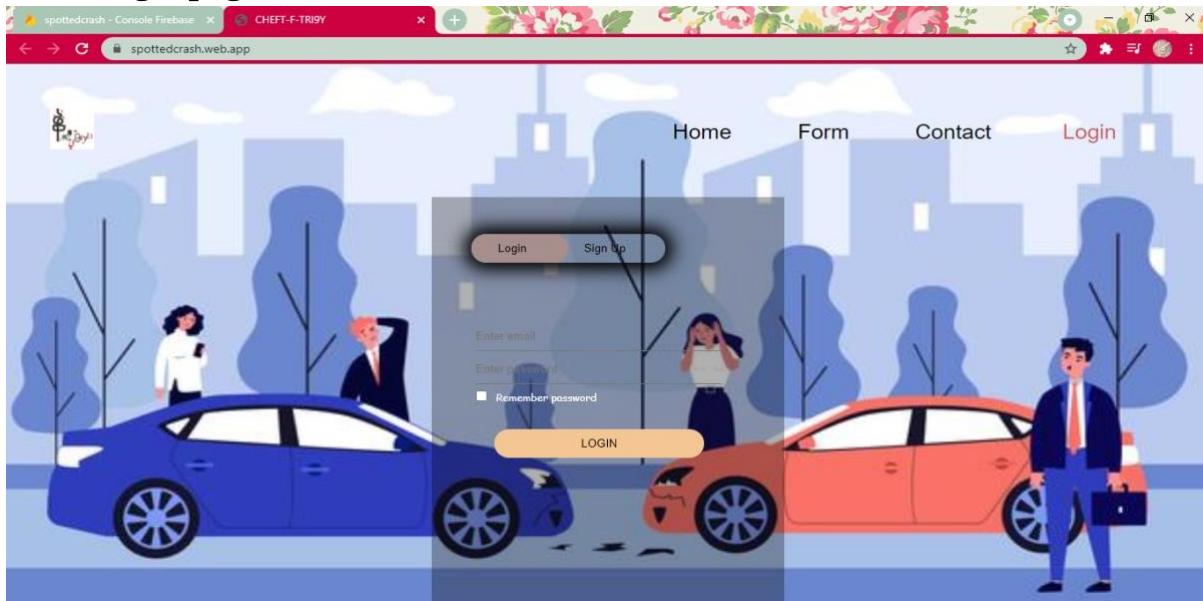 spottedcrash - Console Firebase
CHEFT-F-TRI9Y
spottedcrash.web.app
Home Form Contact Login
Login Sign Up
Enter email
Enter password
Remember password
LOGIN